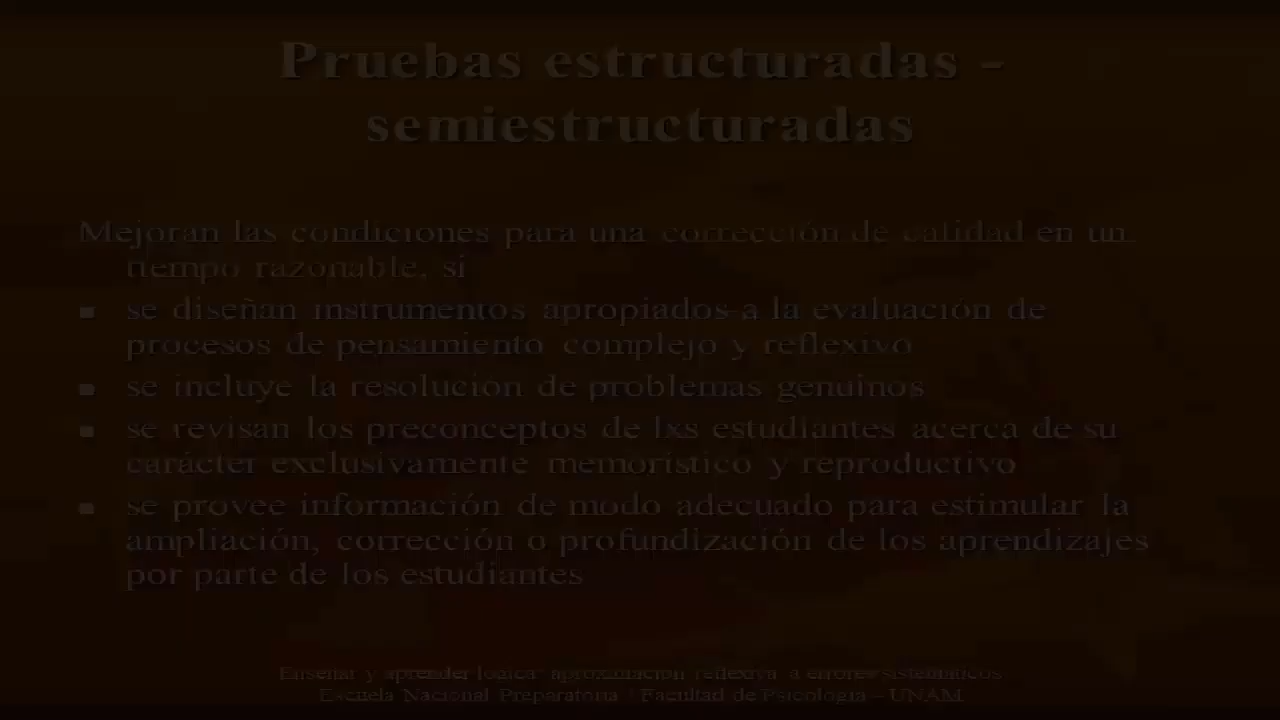 Pruebas estructuradas -
semiestructuradas
Mejoran las condiciones para una corrección de calidad en un
tiempo razonable. si
se diseñan instrumentos apropiados a la evaluación de
procesos de pensamiento complejo y reflexivo
se incluye la resolución de problemas genuinos
se revisan los preconceptos de lxs estudiantes acerca de su
carácter exclusivamente memorístico y reproductivo
se provee información de modo adecuado para estimular la
ampliación, corrección o profundización de los aprendizajes
por parte de los estudiantes
Enseñar y aprender lógica: aproximación reflexiva a errores sistemáticos
Escuela Nacional Preparatoria / Facultad de Psicología – UNAM